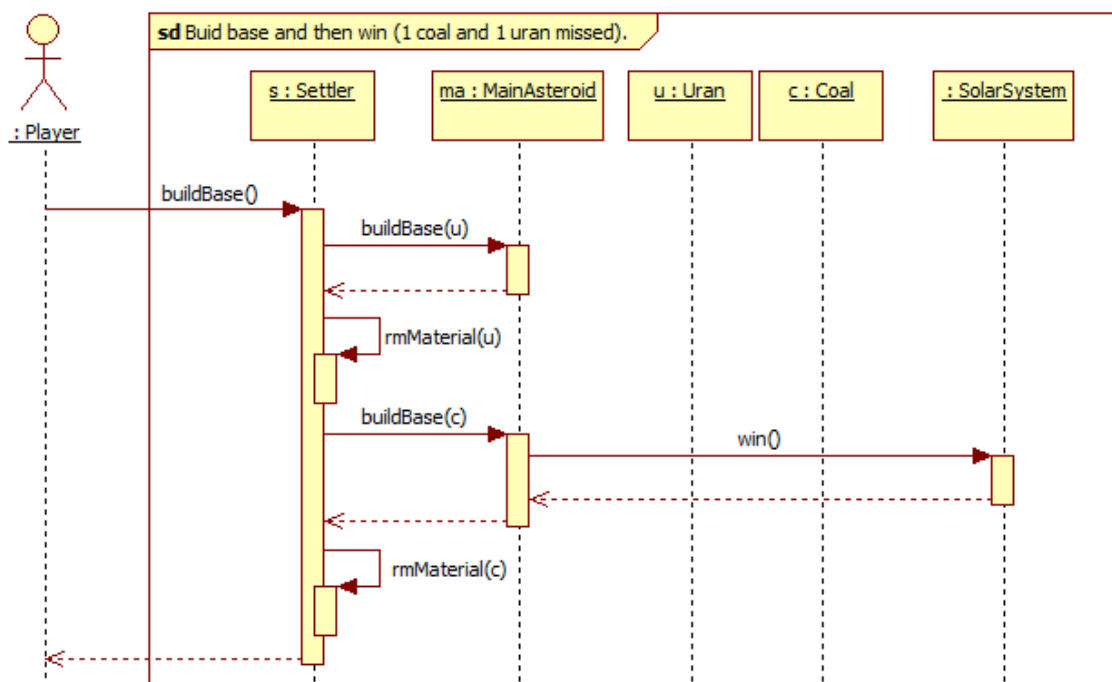 sd Buid base and then win (1 coal and 1 uran missed).
s : Settler
ma : MainAsteroid
u : Uran
c : Coal
: SolarSystem
: Player
buildBase()
buildBase(u)
rmMaterial(u)
buildBase(c)
win()
rmMaterial(c)